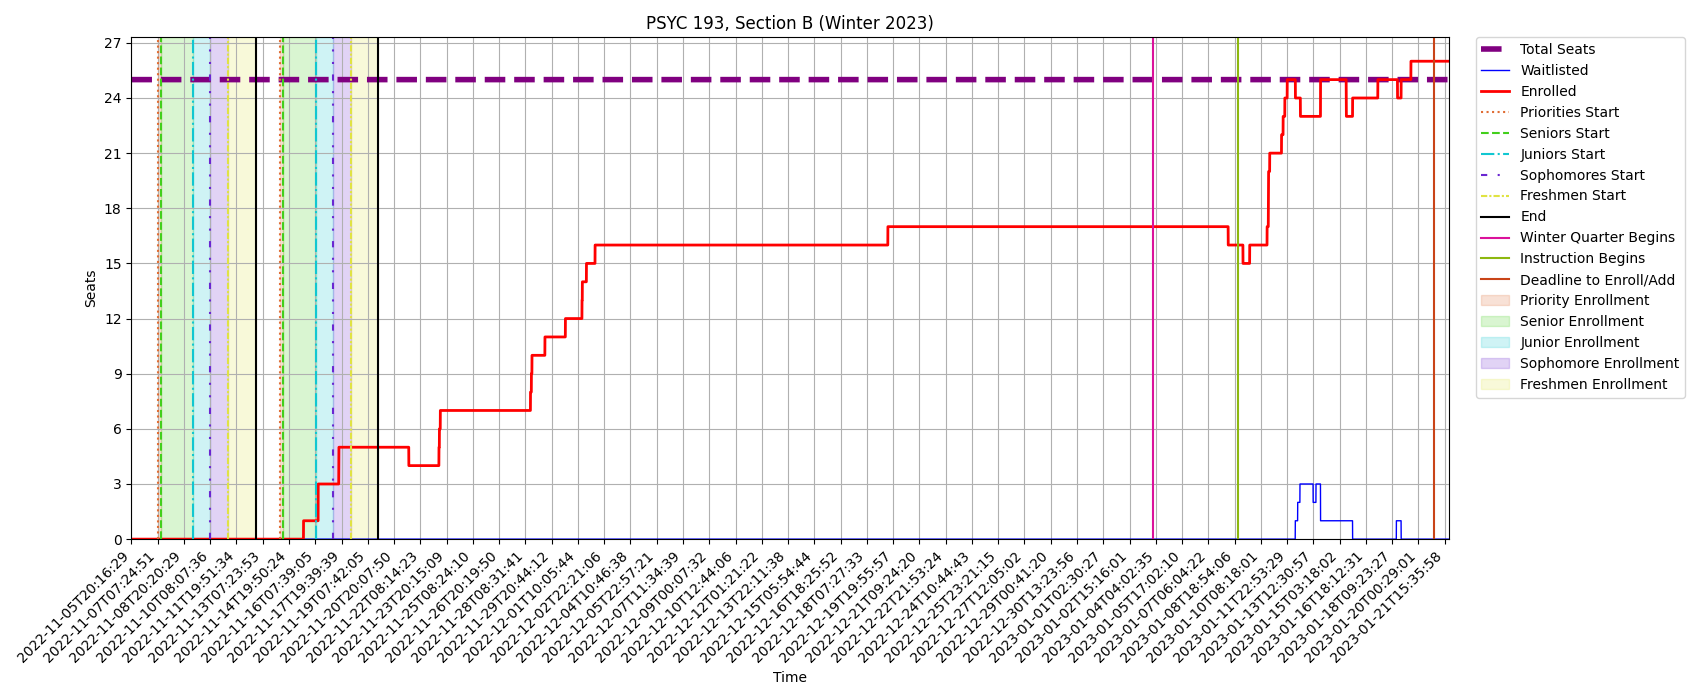 PSYC 193, Section B (Winter 2023)
27
24
21
18
15
12
9
6
3
0
Seats
2022-11-05T20:16:29
2022-11-07T07:24:51
2022-11-08T20:20:29
2022-11-10T08:07:36
2022-11-11T19:51:34
2022-11-13T07:23:53
2022-11-14T19:50:24
2022-11-16T07:39:05
2022-11-17T19:39:39
2022-11-19T07:42:05
2022-11-20T20:07:50
2022-11-22T08:14:23
2022-11-23T20:15:09
2022-11-25T08:24:10
2022-11-26T20:19:50
2022-11-28T08:31:41
2022-11-29T20:44:12
2022-12-01T10:05:44
2022-12-02T22:21:06
2022-12-04T10:46:38
2022-12-05T22:57:21
2022-12-07T11:34:39
2022-12-09T00:07:32
2022-12-10T12:44:06
2022-12-12T01:21:22
2022-12-13T22:11:38
2022-12-15T05:54:44
2022-12-16T18:25:52
2022-12-18T07:27:33
2022-12-19T19:55:57
2022-12-21T09:24:20
2022-12-22T21:53:24
2022-12-24T10:44:43
2022-12-25T23:21:15
2022-12-27T12:05:02
2022-12-29T00:41:20
2022-12-30T13:23:56
2023-01-01T02:30:27
2023-01-02T15:16:01
2023-01-04T04:02:35
2023-01-05T17:02:10
2023-01-07T06:04:22
2023-01-08T18:54:06
2023-01-10T08:18:01
2023-01-11T22:53:29
2023-01-13T12:30:57
2023-01-15T03:18:02
2023-01-16T18:12:31
2023-01-18T09:23:27
2023-01-20T00:29:01
2023-01-21T15:35:58
Time
Total Seats
Waitlisted
Enrolled
Priorities Start
Seniors Start
Juniors Start
Sophomores Start
Freshmen Start
End
Winter Quarter Begins
Instruction Begins
Deadline to Enroll/Add
Priority Enrollment
Senior Enrollment
Junior Enrollment
Sophomore Enrollment
Freshmen Enrollment